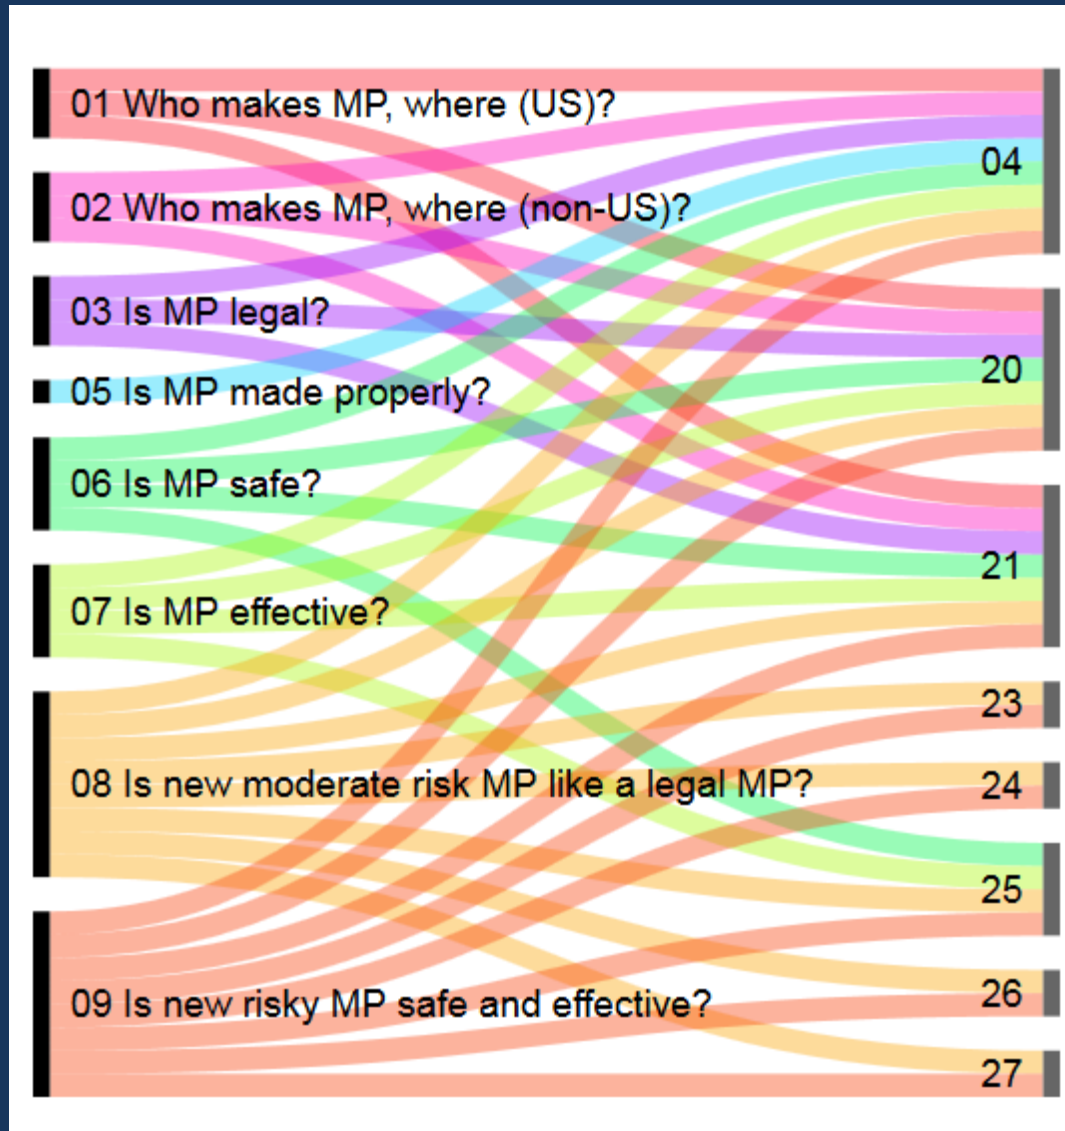 01 Who makes MP, where (US)?
02 Who makes MP, where (non-US)?
03 Is MP legal?
05 Is MP made properly?
06 Is MP safe?
07 Is MP effective?
08 Is new moderate risk MP like a legal MP?
09 Is new risky MP safe and effective?
04
20
21
23
24
25
26
27